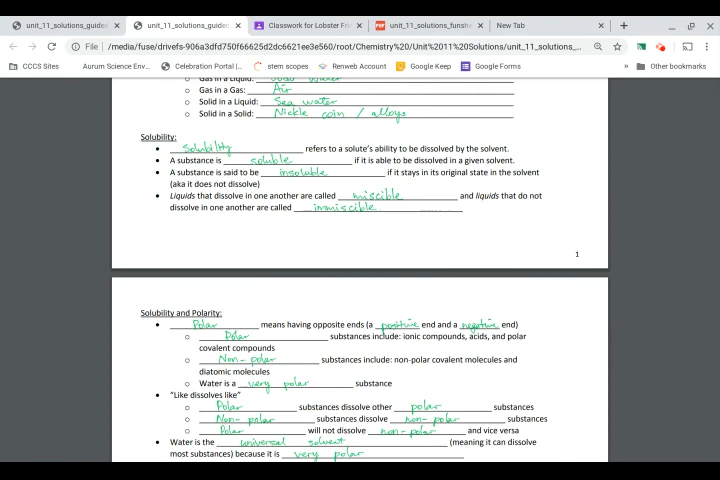 unit_11_solutions_guidec
unit_11_solutions_guidec
Classwork for Lobster Fri
unit_11_solutions_funshe
New Tab
File
/media/fuse/drivefs-906a3dfd750f66625d2dc6621ee3e560/root/Chemistry%20/Unit%2011%20Solutions/unit_11_solutions_...
CCCS Sites
Aurum Science Env...
Celebration Portal |...
stem scopes
Renweb Account
Google Keep
Google Forms
»
Other bookmarks
Gas in a Liquid: Soda Water
Gas in a Gas: Air
Solid in a Liquid: Sea water
Solid in a Solid: Nickle coin / alloys
Solubility:
Solubility refers to a solute's ability to be dissolved by the solvent.
A substance is soluble if it is able to be dissolved in a given solvent.
A substance is said to be insoluble if it stays in its original state in the solvent
(aka it does not dissolve)
Liquids that dissolve in one another are called miscible and liquids that do not
dissolve in one another are called immiscible
1
Solubility and Polarity:
Polar means having opposite ends (a positive end and a negative end)
Polar substances include: ionic compounds, acids, and polar
covalent compounds
Non-polar substances include: non-polar covalent molecules and
diatomic molecules
Water is a very polar substance
"Like dissolves like"
Polar substances dissolve other polar substances
Non-polar substances dissolve non-polar substances
Polar will not dissolve non-polar and vice versa
Water is the universal solvent (meaning it can dissolve
most substances) because it is very polar